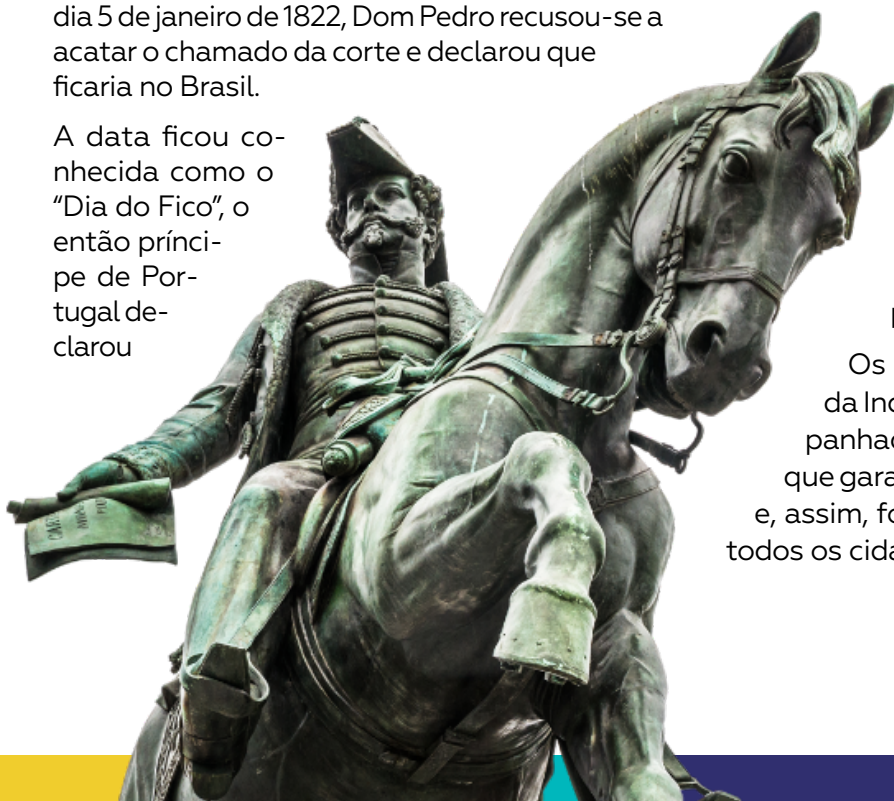 dia 5 de janeiro de 1822, Dom Pedro recusou-se a
acatar o chamado da corte e declarou que
ficaria no Brasil.
A data ficou co-
nhecida como o
“Dia do Fico”, o
então prínci-
pe de Por-
tugal de-
clarou
Os
da
panhad
que gara
e, assim, fo
todos os cida
CAR